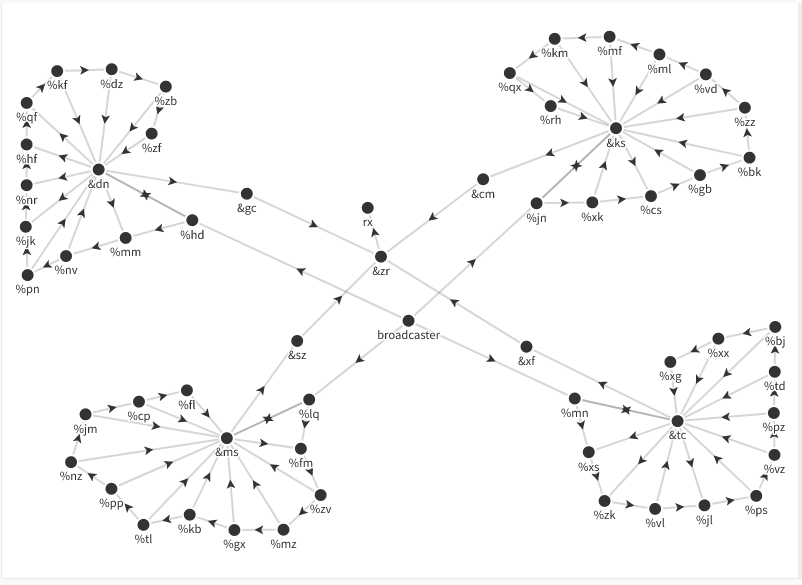 %km
%mf
%ml
%vd
%qx
%rh
%zz
&ks
%bk
%gb
%cs
%xk
%jn
&cm
%kf
%dz
%zb
%qf
%zf
%hf
&dn
%nr
%jk
%pn
%nv
%mm
%hd
&gc
rx
&zr
broadcaster
&sz
&xf
%lq
%fl
%cp
%jm
&ms
%fm
%nz
%pp
%tl
%kb
%gx
%mz
%zv
%mn
%xs
%zk
%vl
%jl
%ps
%vz
%pz
%td
%bj
%xx
%xg
&tc